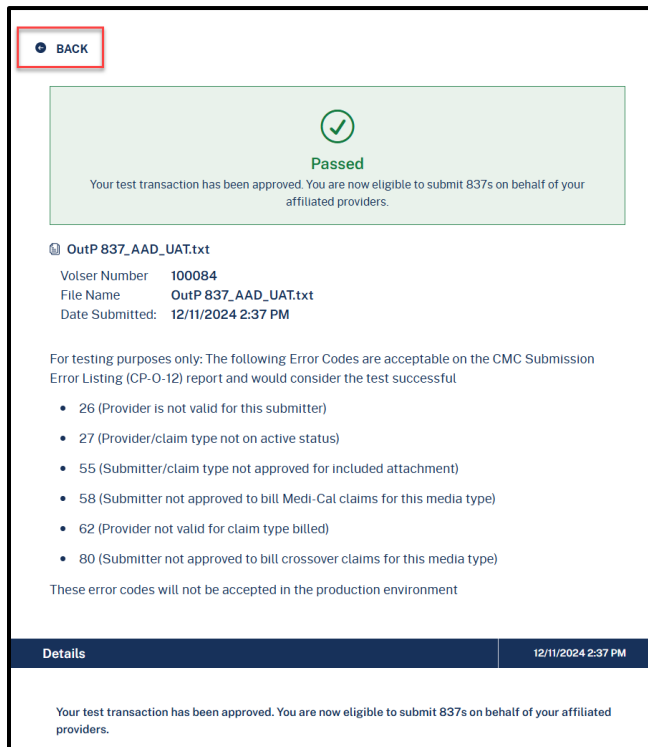 BACK
Passed
Your test transaction has been approved. You are now eligible to submit 837s on behalf of your
affiliated providers.
OutP 837_AAD_UAT.txt
Volser Number 100084
File Name OutP 837_AAD_UAT.txt
Date Submitted: 12/11/2024 2:37 PM
For testing purposes only: The following Error Codes are acceptable on the CMC Submission
Error Listing (CP-O-12) report and would consider the test successful
• 26 (Provider is not valid for this submitter)
• 27 (Provider/claim type not on active status)
• 55 (Submitter/claim type not approved for included attachment)
• 58 (Submitter not approved to bill Medi-Cal claims for this media type)
• 62 (Provider not valid for claim type billed)
• 80 (Submitter not approved to bill crossover claims for this media type)
These error codes will not be accepted in the production environment
Details 12/11/2024 2:37 PM
Your test transaction has been approved. You are now eligible to submit 837s on behalf of your affiliated
providers.